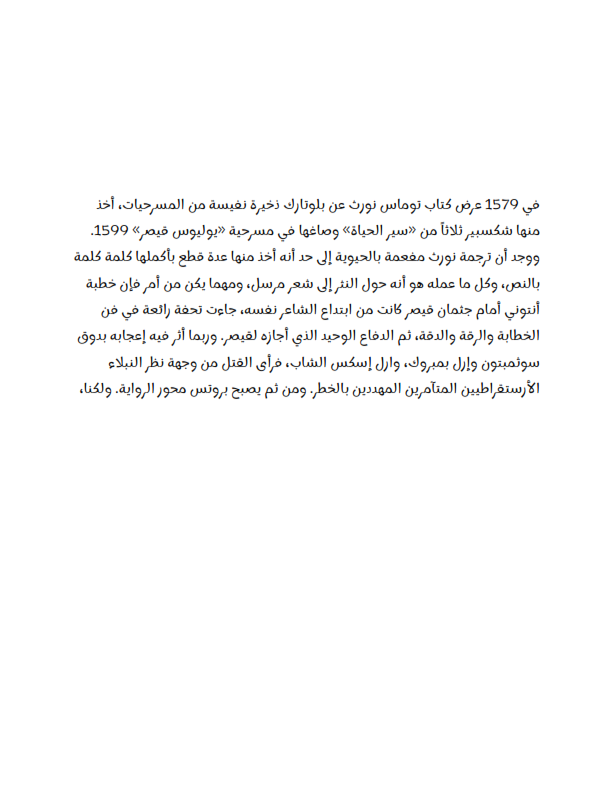 في 1579 عرض كتاب توماس نورث عن بلوتارك ذخيرة نفيسة من المسرحيات، أخذ
منها شكسبير ثلاثاً من «سير الحياة» وصاغها في مسرحية «يوليوس قيصر» 1599.
ووجد أن ترجمة نورث مفعمة بالحيوية إلى حد أنه أخذ منها عدة قطع بأكملها كلمة كلمة
بالنص، وكل ما عمله هو أنه حول النثر إلى شعر مرسل، ومهما يكن من أمر فإن خطبة
أنتوني أمام جثمان قيصر كانت من ابتداع الشاعر نفسه، جاءت تحفة رائعة في فن
الخطابة والرقة والدقة، ثم الدفاع الوحيد الذي أجازه لقيصر. وربما أثر فيه إعجابه بدوق
سوثمبتون وإرل بمبروك، وارل إسكس الشاب، فرأى القتل من وجهة نظر النبلاء
الأرستقراطيين المتآمرين المهددين بالخطر. ومن ثم يصبح بروتس محور الرواية. ولكنا،